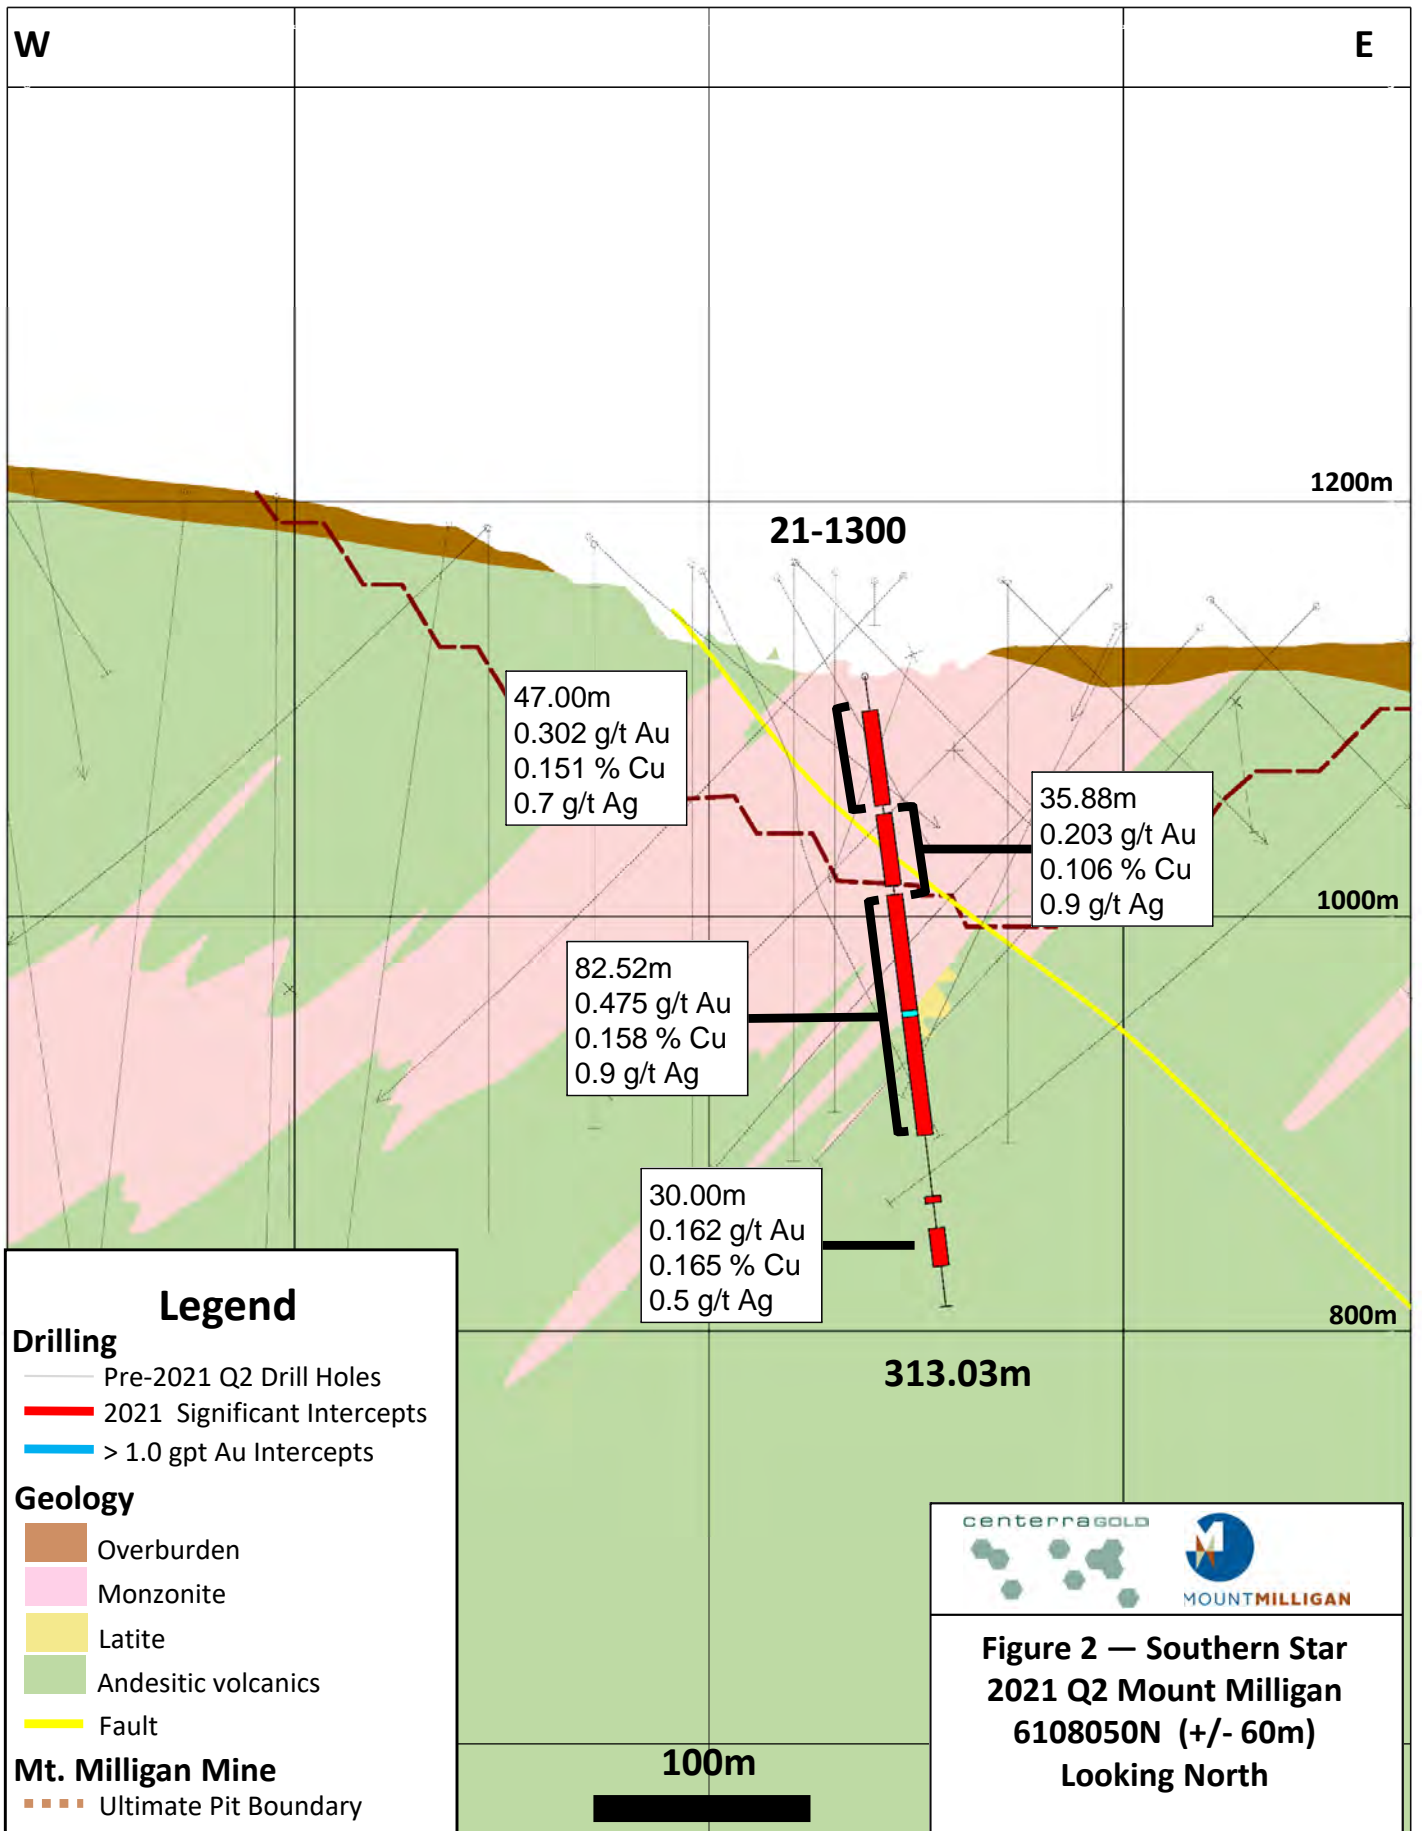 W
E
1200m
21-1300
47.00m
0.302 g/t Au
0.151 % Cu
0.7 g/t Ag
35.88m
0.203 g/t Au
0.106 % Cu
0.9 g/t Ag
1000m
82.52m
0.475 g/t Au
0.158 % Cu
0.9 g/t Ag
30.00m
0.162 g/t Au
0.165 % Cu
0.5 g/t Ag
800m
313.03m
Legend
Drilling
Pre-2021 Q2 Drill Holes
2021 Significant Intercepts
> 1.0 gpt Au Intercepts
Geology
Overburden
Monzonite
Latite
Andesitic volcanics
Fault
Mt. Milligan Mine
Ultimate Pit Boundary
100m
centerraGOLD
M
MOUNTMILLIGAN
Figure 2 — Southern Star
2021 Q2 Mount Milligan
6108050N (+/- 60m)
Looking North